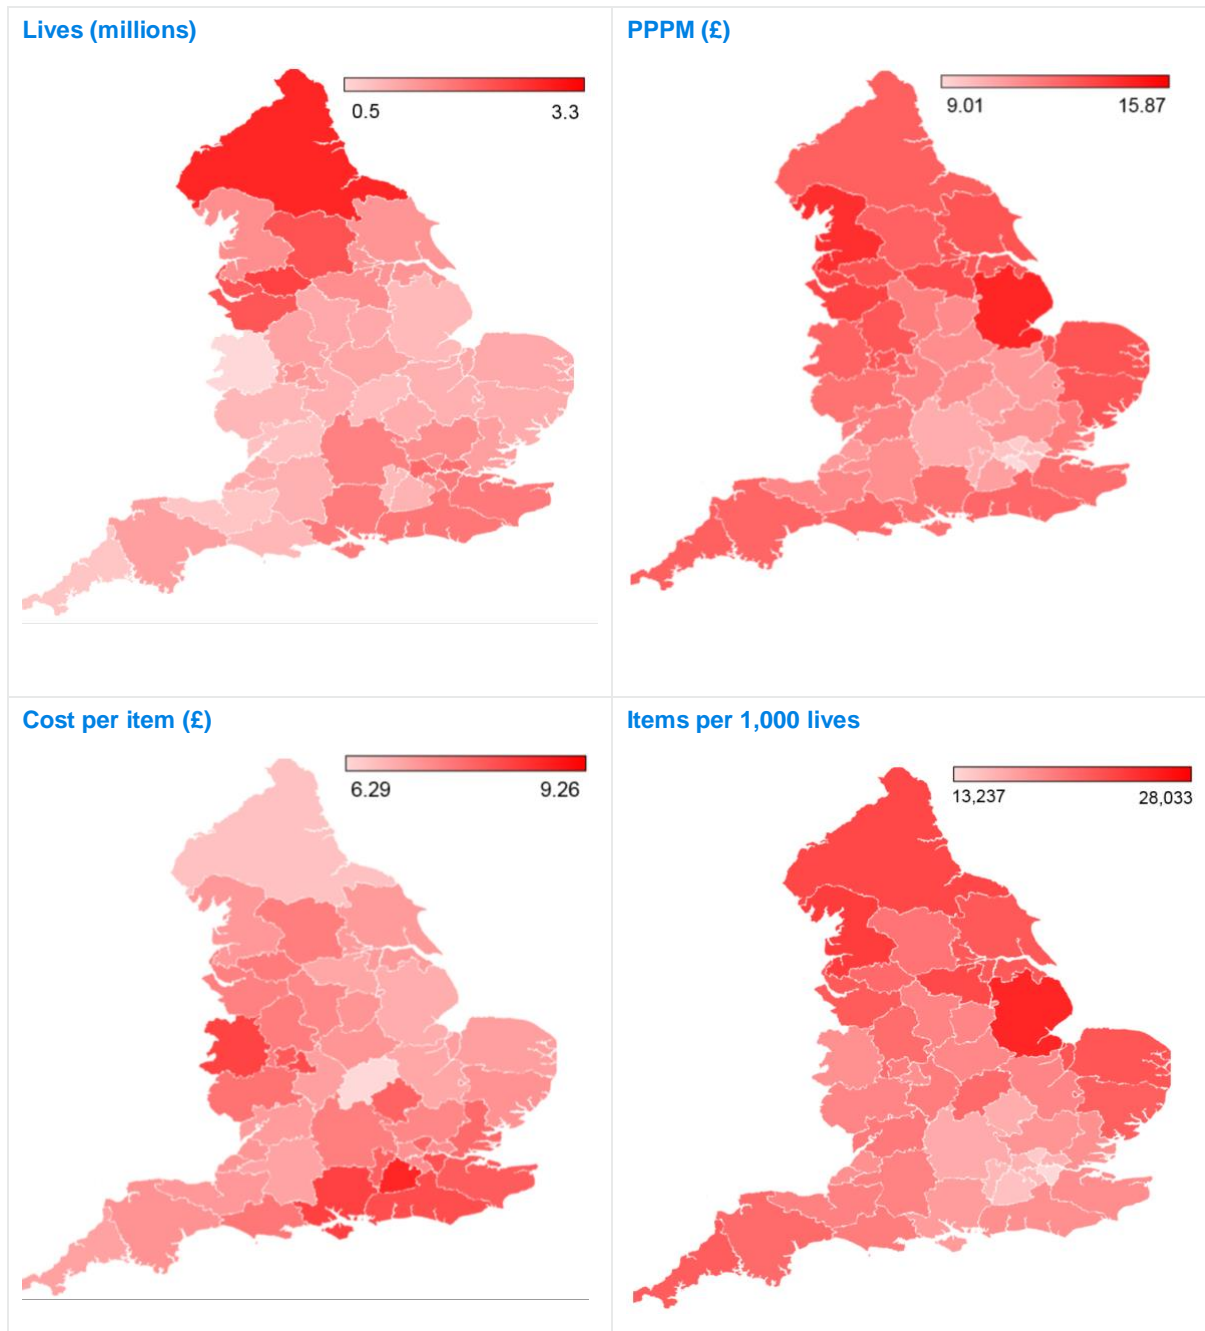 Lives (millions)
0.5
3.3
PPPM (£)
9.01
15.87
Cost per item (£)
6.29
9.26
Items per 1,000 lives
13,237
28,033